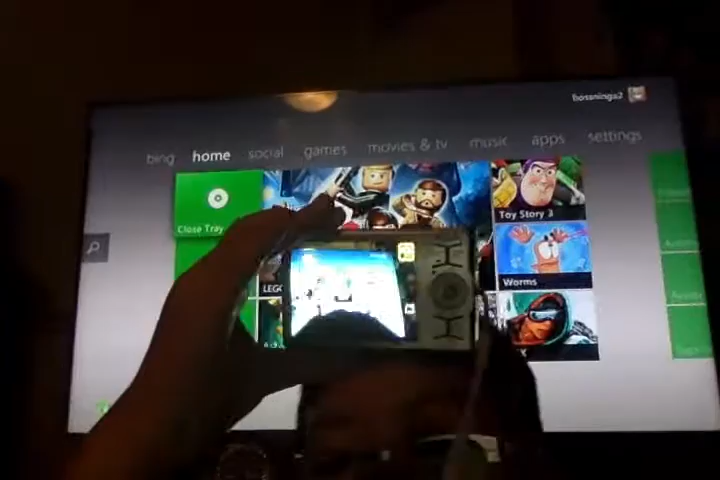 bossninga2
bing home social games movies & tv music apps settings
Close Tray
Toy Story 3
LEGO
Worms